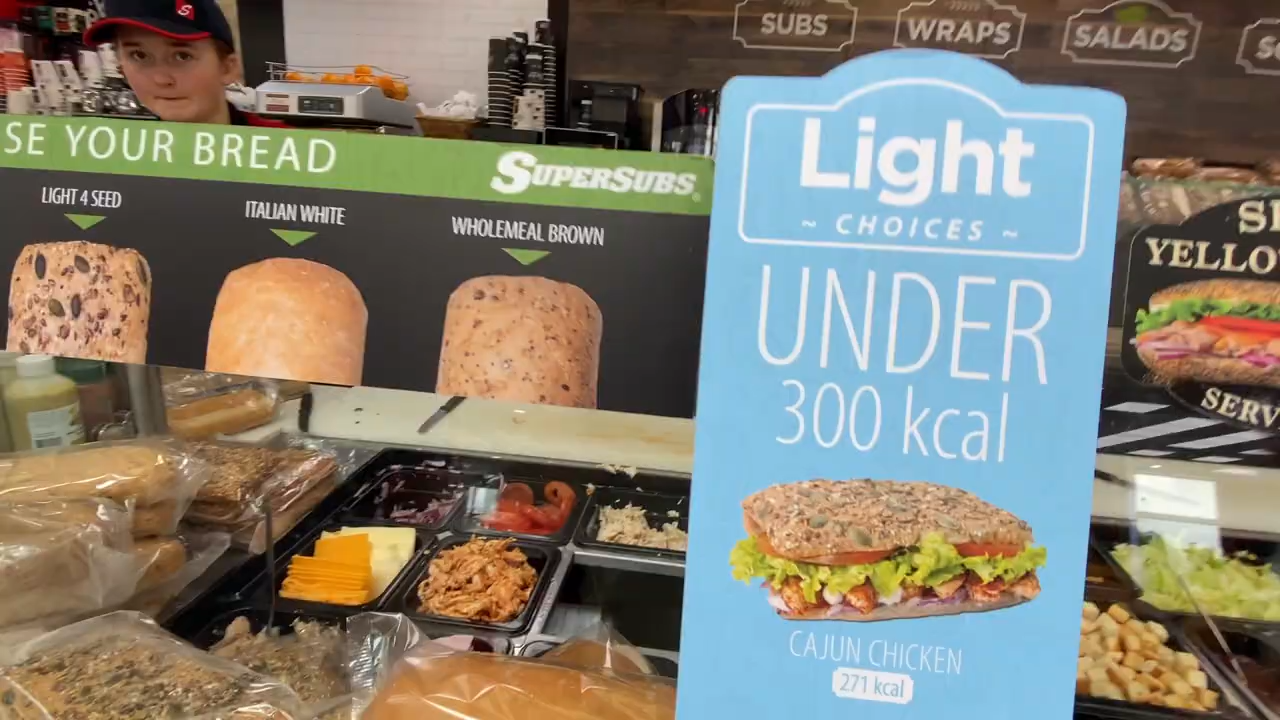 SUBS
WRAPS
SALADS
SE YOUR BREAD
SUPERSUBS
LIGHT 4 SEED
ITALIAN WHITE
WHOLEMEAL BROWN
Light
~ CHOICES ~
UNDER
300 kcal
CAJUN CHICKEN
271 kcal
YELLO
SERV